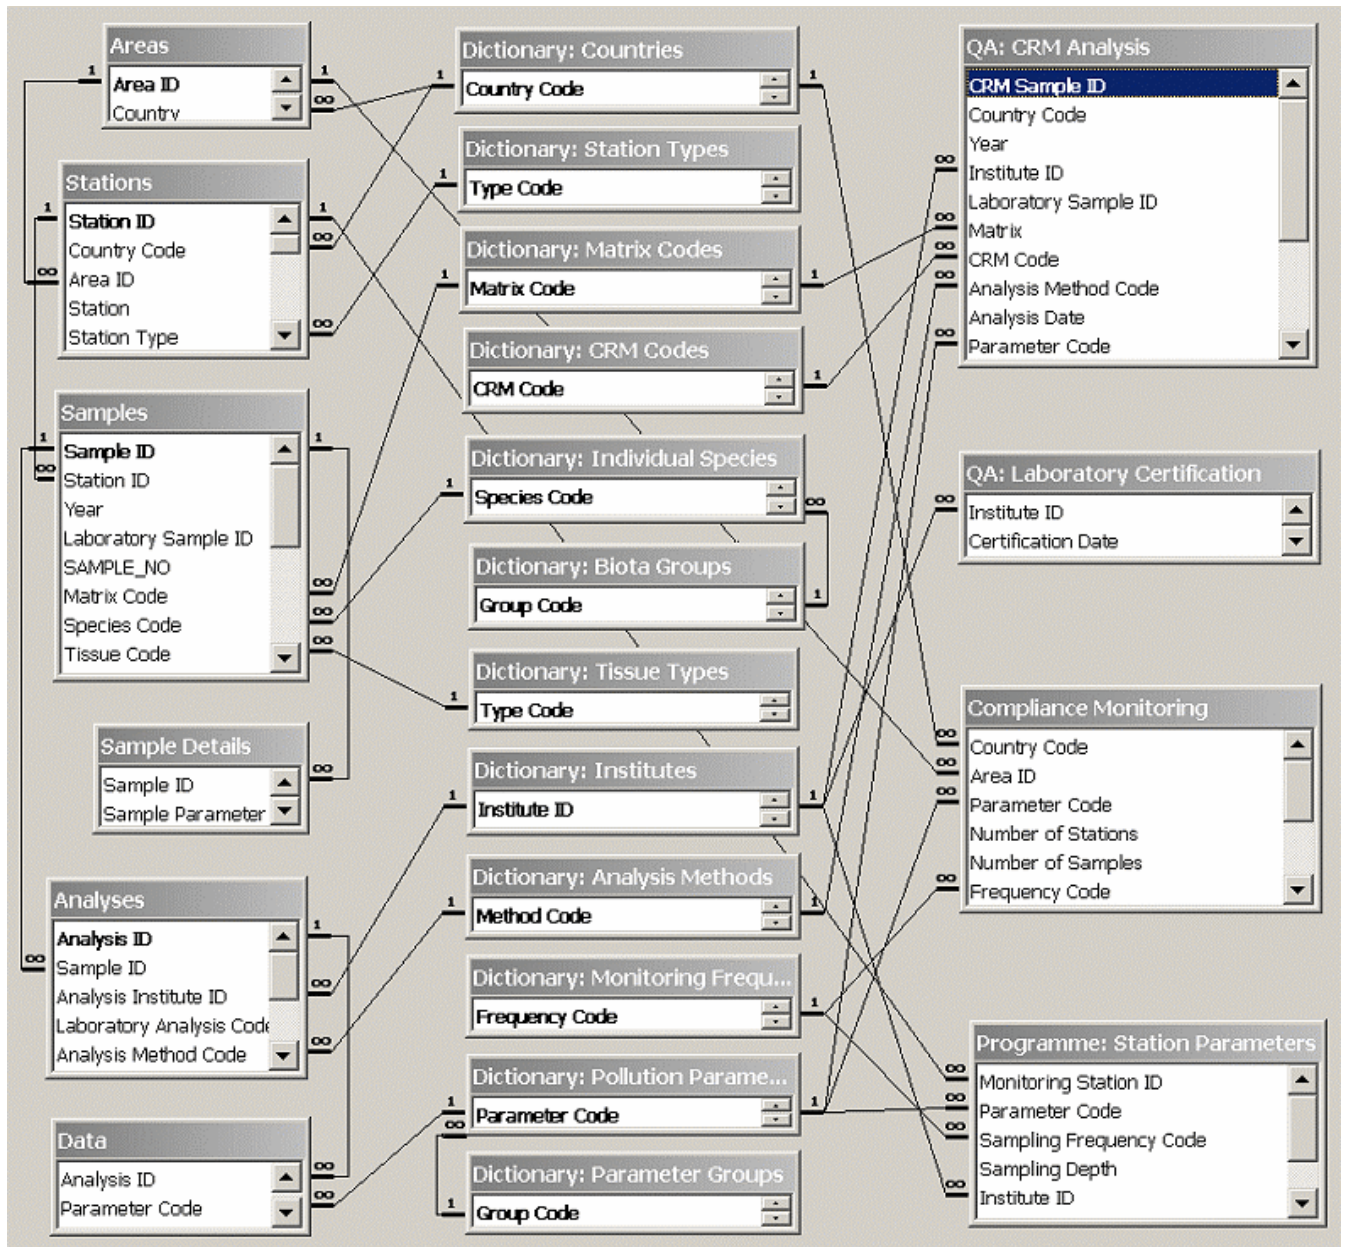 Areas
Area ID
Country
Stations
Station ID
Country Code
Area ID
Station
Station Type
Samples
Sample ID
Station ID
Year
Laboratory Sample ID
SAMPLE_NO
Matrix Code
Species Code
Tissue Code
Sample Details
Sample ID
Sample Parameter
Analyses
Analysis ID
Sample ID
Analysis Institute ID
Laboratory Analysis Code
Analysis Method Code
Data
Analysis ID
Parameter Code
Dictionary: Countries
Country Code
Dictionary: Station Types
Type Code
Dictionary: Matrix Codes
Matrix Code
Dictionary: CRM Codes
CRM Code
Dictionary: Individual Species
Species Code
Dictionary: Biota Groups
Group Code
Dictionary: Tissue Types
Type Code
Dictionary: Institutes
Institute ID
Dictionary: Analysis Methods
Method Code
Dictionary: Monitoring Frequ...
Frequency Code
Dictionary: Pollution Parame...
Parameter Code
Dictionary: Parameter Groups
Group Code
QA: CRM Analysis
CRM Sample ID
Country Code
Year
Institute ID
Laboratory Sample ID
Matrix
CRM Code
Analysis Method Code
Analysis Date
Parameter Code
QA: Laboratory Certification
Institute ID
Certification Date
Compliance Monitoring
Country Code
Area ID
Parameter Code
Number of Stations
Number of Samples
Frequency Code
Programme: Station Parameters
Monitoring Station ID
Parameter Code
Sampling Frequency Code
Sampling Depth
Institute ID